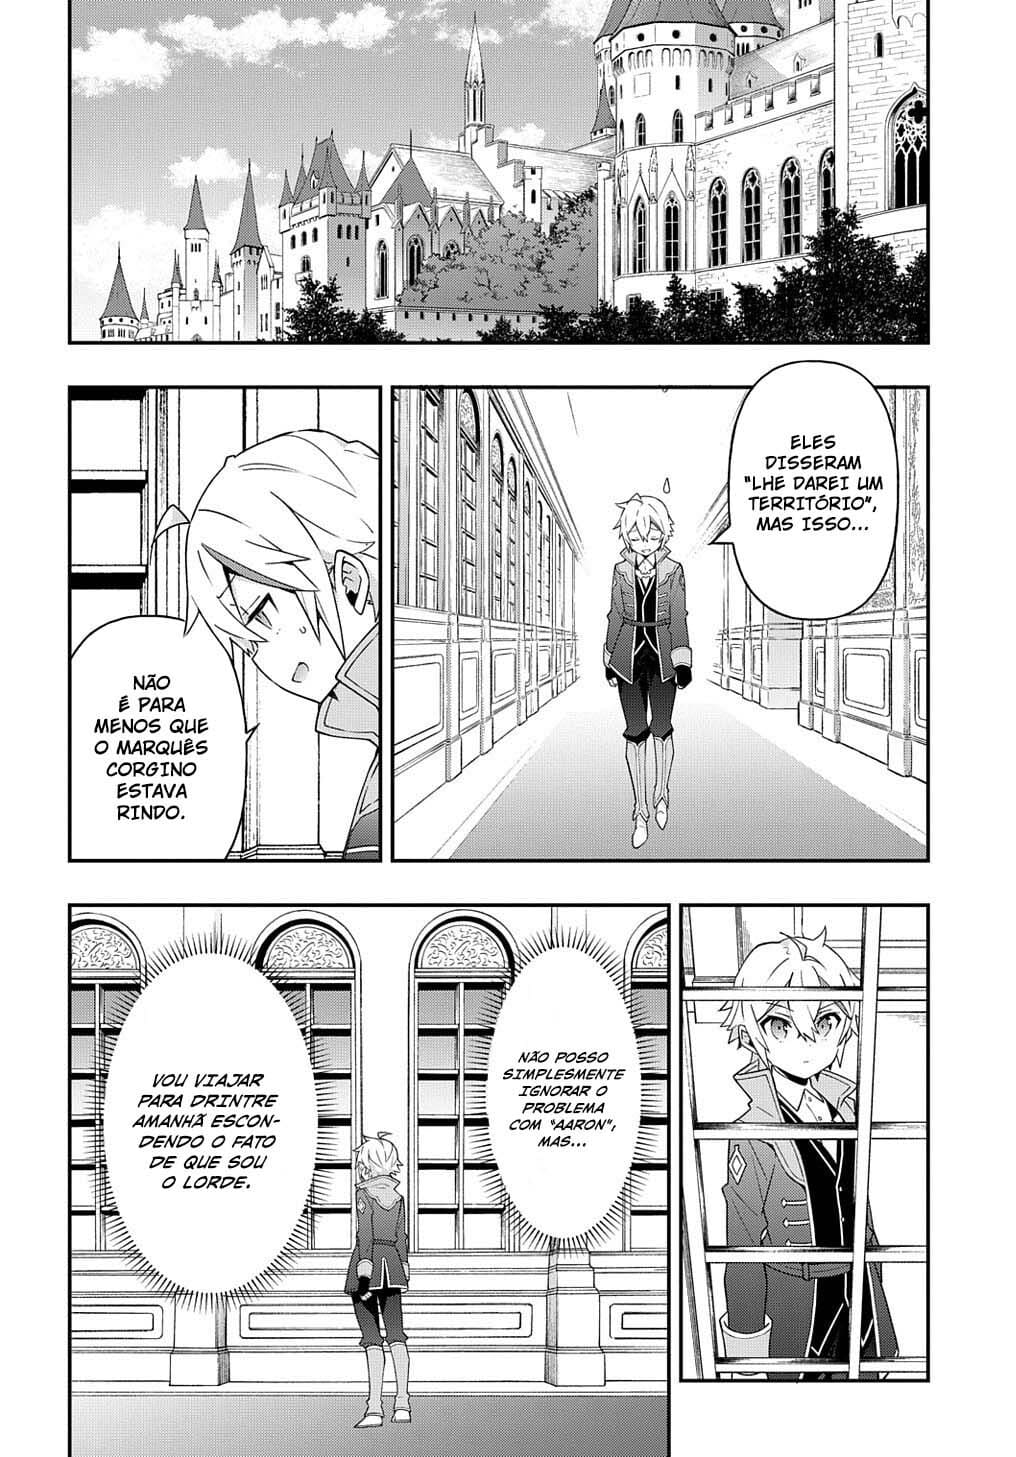 ELES
DISSERAM
"LHE DAREI UM
TERRITÓRIO",
MAS ISSO...
NÃO
É PARA
MENOS QUE
O MARQUÊS
CORGINO
ESTAVA
RINDO.
NÃO POSSO
SIMPLESMENTE
IGNORAR O
PROBLEMA
COM "AARON",
MAS...
VOU VIAJAR
PARA DRINTRE
AMANHÃ ESCON-
DENDO O FATO
DE QUE SOU
O LORDE.